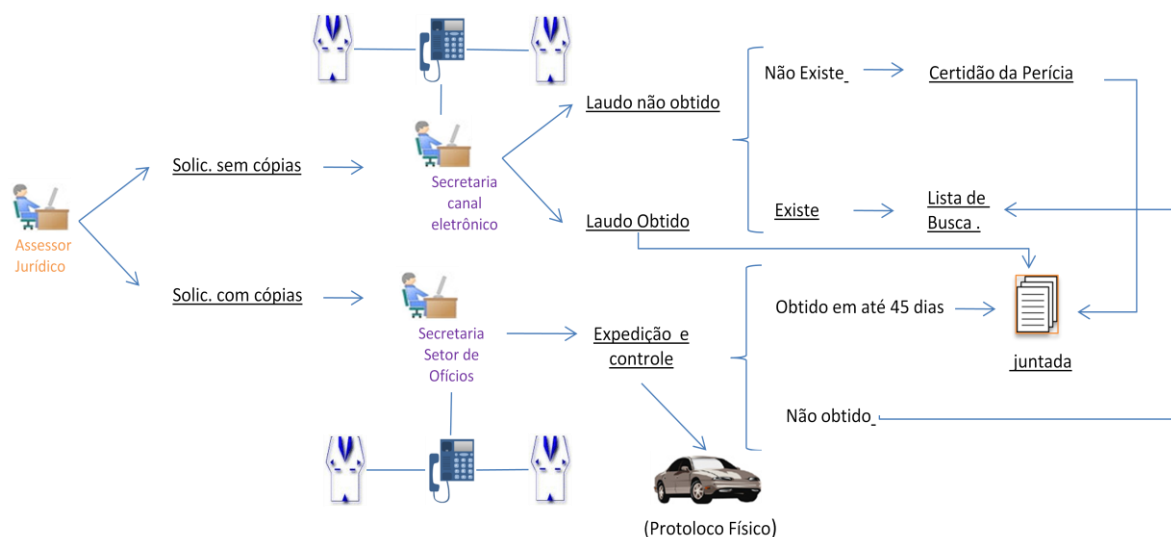 Não Existe
Certidão da Perícia
Laudo não obtido
Solic. sem cópias
Secretaria
canal
eletrônico
Assessor
Jurídico
Laudo Obtido
Existe
Lista de
Busca .
Solic. com cópias
Secretaria
Setor de
Ofícios
Expedição e
controle
Obtido em até 45 dias
juntada
Não obtido
(Protoloco Físico)